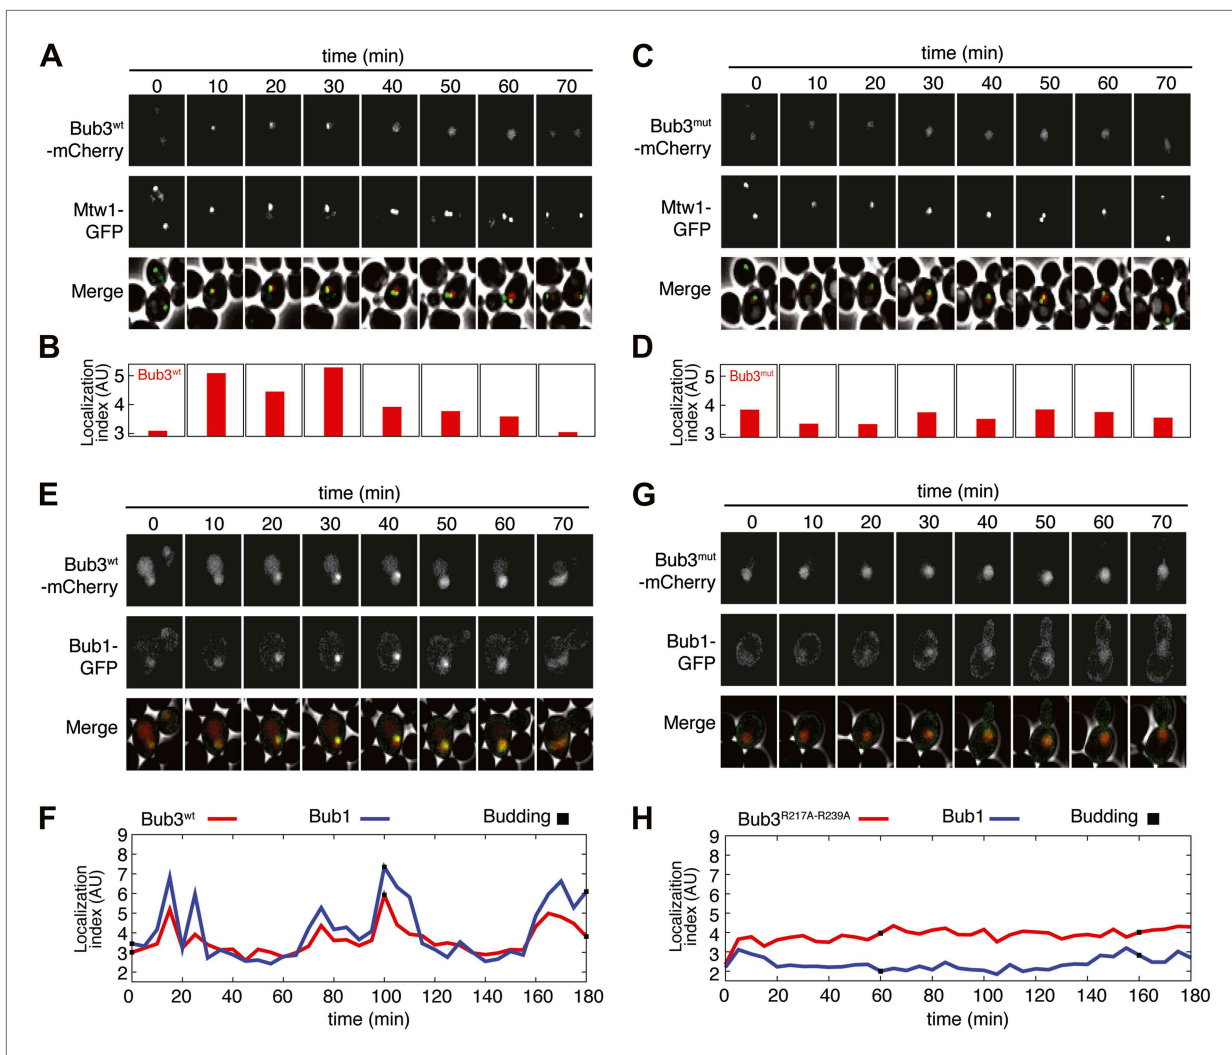 A
time (min)
0 10 20 30 40 50 60 70
Bub3wt
-mCherry
Mtw1-
GFP
Merge
B
Localization
index (AU)
5
4
3
Bub3wt
C
time (min)
0 10 20 30 40 50 60 70
Bub3mut
-mCherry
Mtw1-
GFP
Merge
D
Localization
index (AU)
5
4
3
Bub3mut
E
time (min)
0 10 20 30 40 50 60 70
Bub3wt
-mCherry
Bub1-
GFP
Merge
F
Bub3wt Bub1 Budding
Localization
index (AU)
9
8
7
6
5
4
3
2
0 20 40 60 80 100 120 140 160 180
time (min)
G
time (min)
0 10 20 30 40 50 60 70
Bub3mut
-mCherry
Bub1-
GFP
Merge
H
Bub3R217A-R239A Bub1 Budding
Localizaition
index (AU)
9
8
7
6
5
4
3
2
0 20 40 60 80 100 120 140 160 180
time (min)